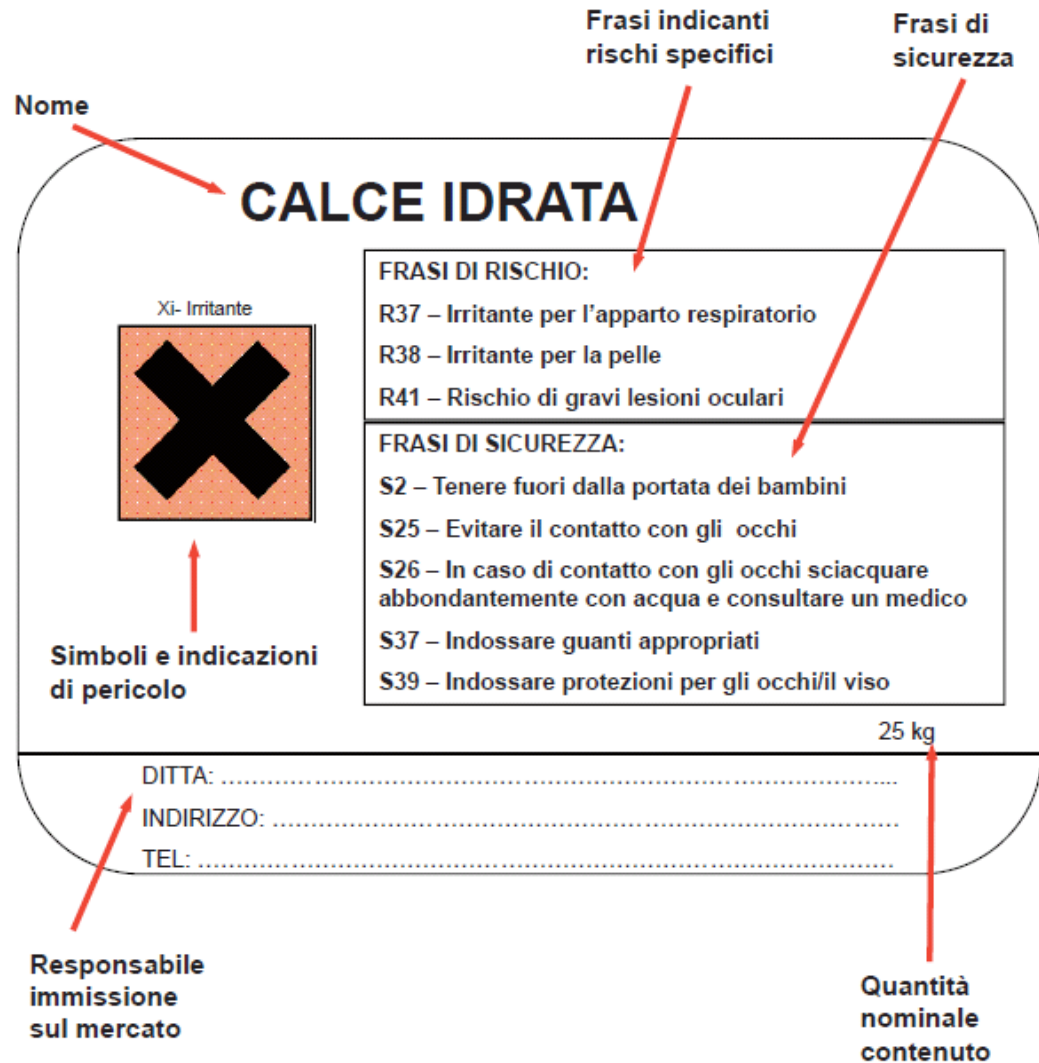 Frasi indicanti
rischi specifici
Frasi di
sicurezza
Nome
CALCE IDRATA
Xi- Irritante
FRASI DI RISCHIO:
R37 – Irritante per l'apparto respiratorio
R38 – Irritante per la pelle
R41 – Rischio di gravi lesioni oculari
FRASI DI SICUREZZA:
S2 – Tenere fuori dalla portata dei bambini
S25 – Evitare il contatto con gli occhi
S26 – In caso di contatto con gli occhi sciacquare
abbondantemente con acqua e consultare un medico
S37 – Indossare guanti appropriati
S39 – Indossare protezioni per gli occhi/il viso
Simboli e indicazioni
di pericolo
25 kg
DITTA: ...............................................................................
INDIRIZZO: ........................................................................
TEL: ................................................................................
Responsabile
immissione
sul mercato
Quantità
nominale
contenuto